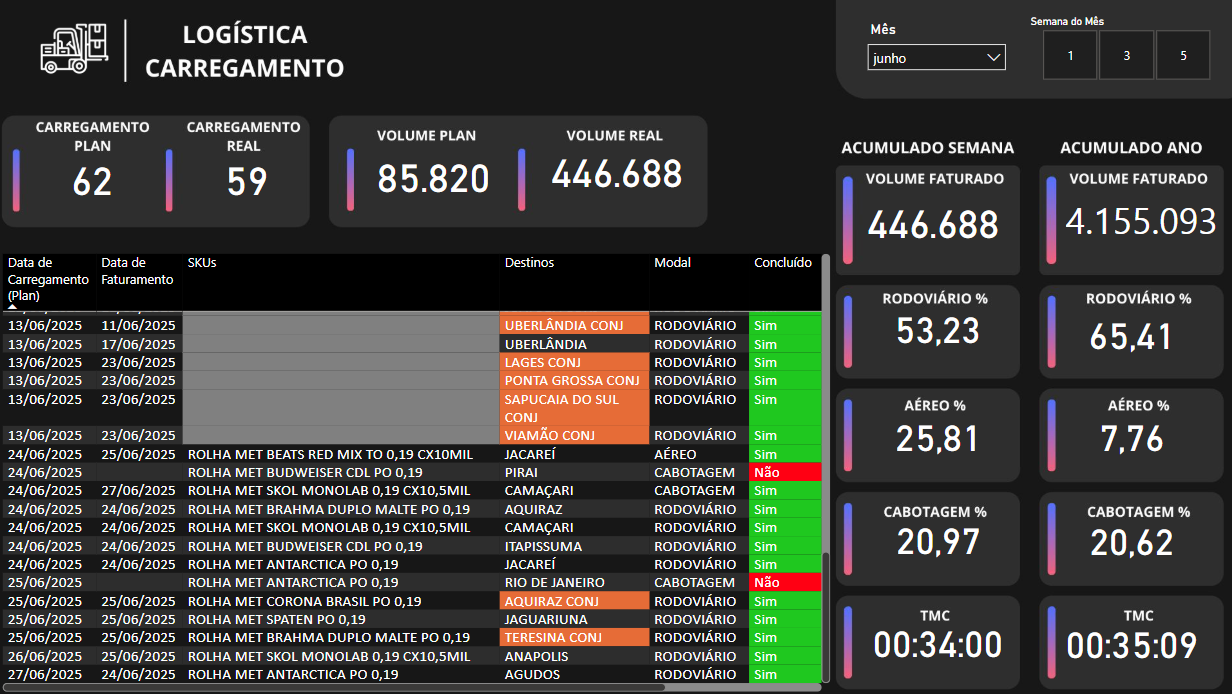 LOGÍSTICA
CARREGAMENTO
Mês
junho
Semana do Mês
1 3 5
CARREGAMENTO
PLAN
62
CARREGAMENTO
REAL
59
VOLUME PLAN
85.820
VOLUME REAL
446.688
ACUMULADO SEMANA
VOLUME FATURADO
446.688
RODOVIÁRIO %
53,23
AÉREO %
25,81
CABOTAGEM %
20,97
TMC
00:34:00
ACUMULADO ANO
VOLUME FATURADO
4.155.093
RODOVIÁRIO %
65,41
AÉREO %
7,76
CABOTAGEM %
20,62
TMC
00:35:09
Data de
Carregamento
(Plan)
Data de
Faturamento
SKUs
Destinos
Modal
Concluído
13/06/2025 11/06/2025 UBERLÂNDIA CONJ RODOVIÁRIO Sim
13/06/2025 17/06/2025 UBERLÂNDIA RODOVIÁRIO Sim
13/06/2025 23/06/2025 LAGES CONJ RODOVIÁRIO Sim
13/06/2025 23/06/2025 PONTA GROSSA CONJ RODOVIÁRIO Sim
13/06/2025 23/06/2025 SAPUCAIA DO SUL RODOVIÁRIO Sim
CONJ
13/06/2025 23/06/2025 VIAMÃO CONJ RODOVIÁRIO Sim
24/06/2025 25/06/2025 ROLHA MET BEATS RED MIX TO 0,19 CX10MIL JACAREÍ AÉREO Sim
24/06/2025 ROLHA MET BUDWEISER CDL PO 0,19 PIRAI CABOTAGEM Não
24/06/2025 27/06/2025 ROLHA MET SKOL MONOLAB 0,19 CX10,5MIL CAMAÇARI CABOTAGEM Sim
24/06/2025 24/06/2025 ROLHA MET BRAHMA DUPLO MALTE PO 0,19 AQUIRAZ RODOVIÁRIO Sim
24/06/2025 24/06/2025 ROLHA MET SKOL MONOLAB 0,19 CX10,5MIL CAMAÇARI RODOVIÁRIO Sim
24/06/2025 24/06/2025 ROLHA MET BUDWEISER CDL PO 0,19 ITAPISSUMA RODOVIÁRIO Sim
24/06/2025 24/06/2025 ROLHA MET ANTARCTICA PO 0,19 JACAREÍ RODOVIÁRIO Sim
25/06/2025 ROLHA MET ANTARCTICA PO 0,19 RIO DE JANEIRO CABOTAGEM Não
25/06/2025 25/06/2025 ROLHA MET CORONA BRASIL PO 0,19 AQUIRAZ CONJ RODOVIÁRIO Sim
25/06/2025 25/06/2025 ROLHA MET SPATEN PO 0,19 JAGUARIUNA RODOVIÁRIO Sim
25/06/2025 25/06/2025 ROLHA MET BRAHMA DUPLO MALTE PO 0,19 TERESINA CONJ RODOVIÁRIO Sim
26/06/2025 25/06/2025 ROLHA MET SKOL MONOLAB 0,19 CX10,5MIL ANAPOLIS RODOVIÁRIO Sim
27/06/2025 24/06/2025 ROLHA MET ANTARCTICA PO 0,19 AGUDOS RODOVIÁRIO Sim